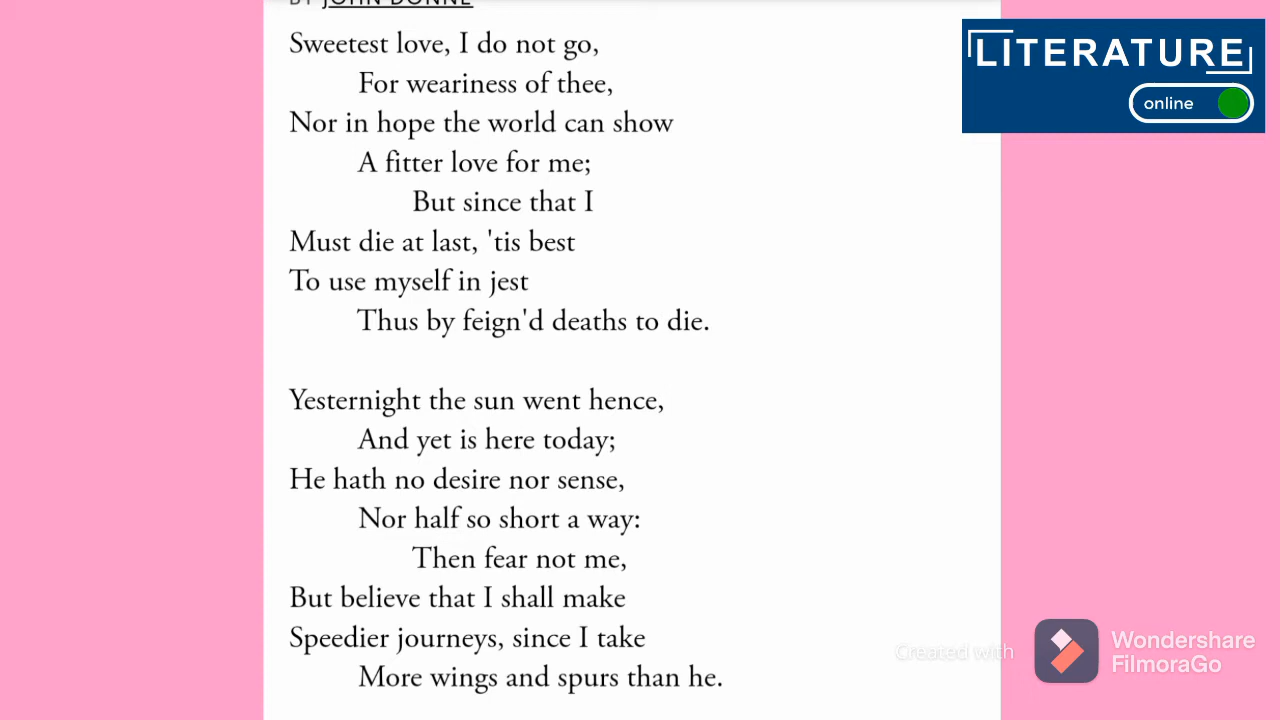 BY JOHN DONNE
Sweetest love, I do not go,
For weariness of thee,
Nor in hope the world can show
A fitter love for me;
But since that I
Must die at last, 'tis best
To use myself in jest
Thus by feign'd deaths to die.
Yesternight the sun went hence,
And yet is here today;
He hath no desire nor sense,
Nor half so short a way:
Then fear not me,
But believe that I shall make
Speedier journeys, since I take
More wings and spurs than he.
LITERATURE
online
Created with
Wondershare
FilmoraGo